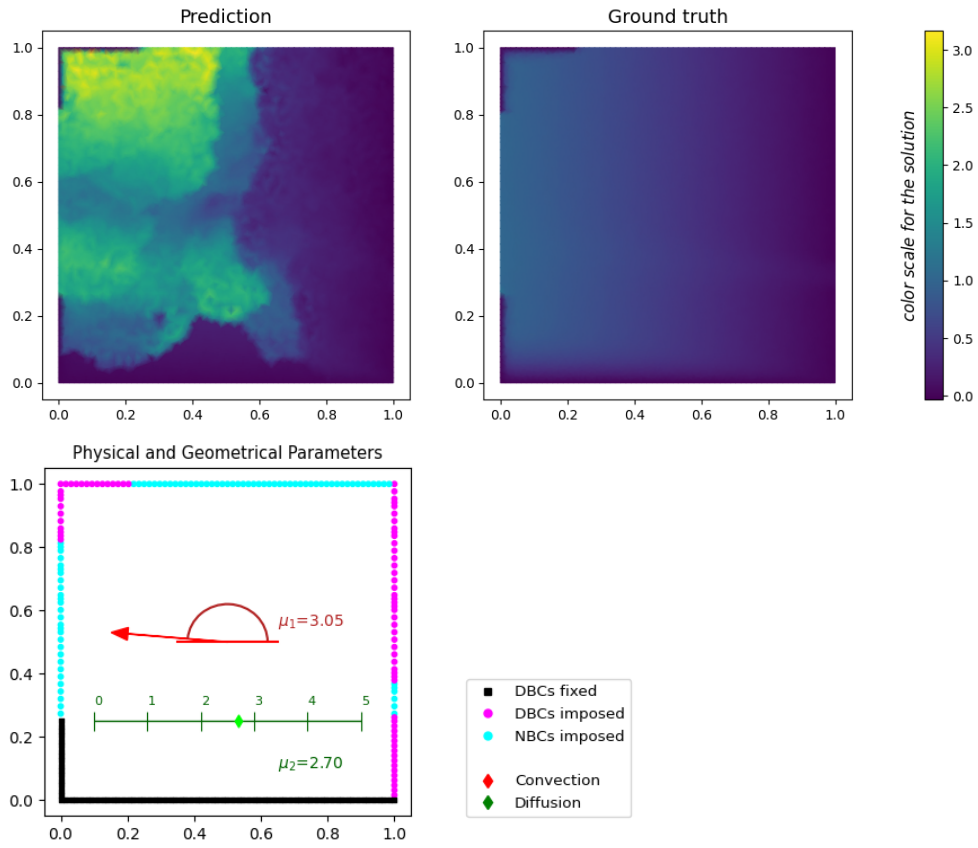 Prediction
Ground truth
1.0
0.8
0.6
0.4
0.2
0.0
0.0 0.2 0.4 0.6 0.8 1.0
1.0
0.8
0.6
0.4
0.2
0.0
0.0 0.2 0.4 0.6 0.8 1.0
color scale for the solution
3.0
2.5
2.0
1.5
1.0
0.5
0.0
Physical and Geometrical Parameters
1.0
0.8
0.6
0.4
0.2
0.0
0.0 0.2 0.4 0.6 0.8 1.0
μ₁=3.05
0 1 2 3 4 5
μ₂=2.70
DBCs fixed
DBCs imposed
NBCs imposed
Convection
Diffusion